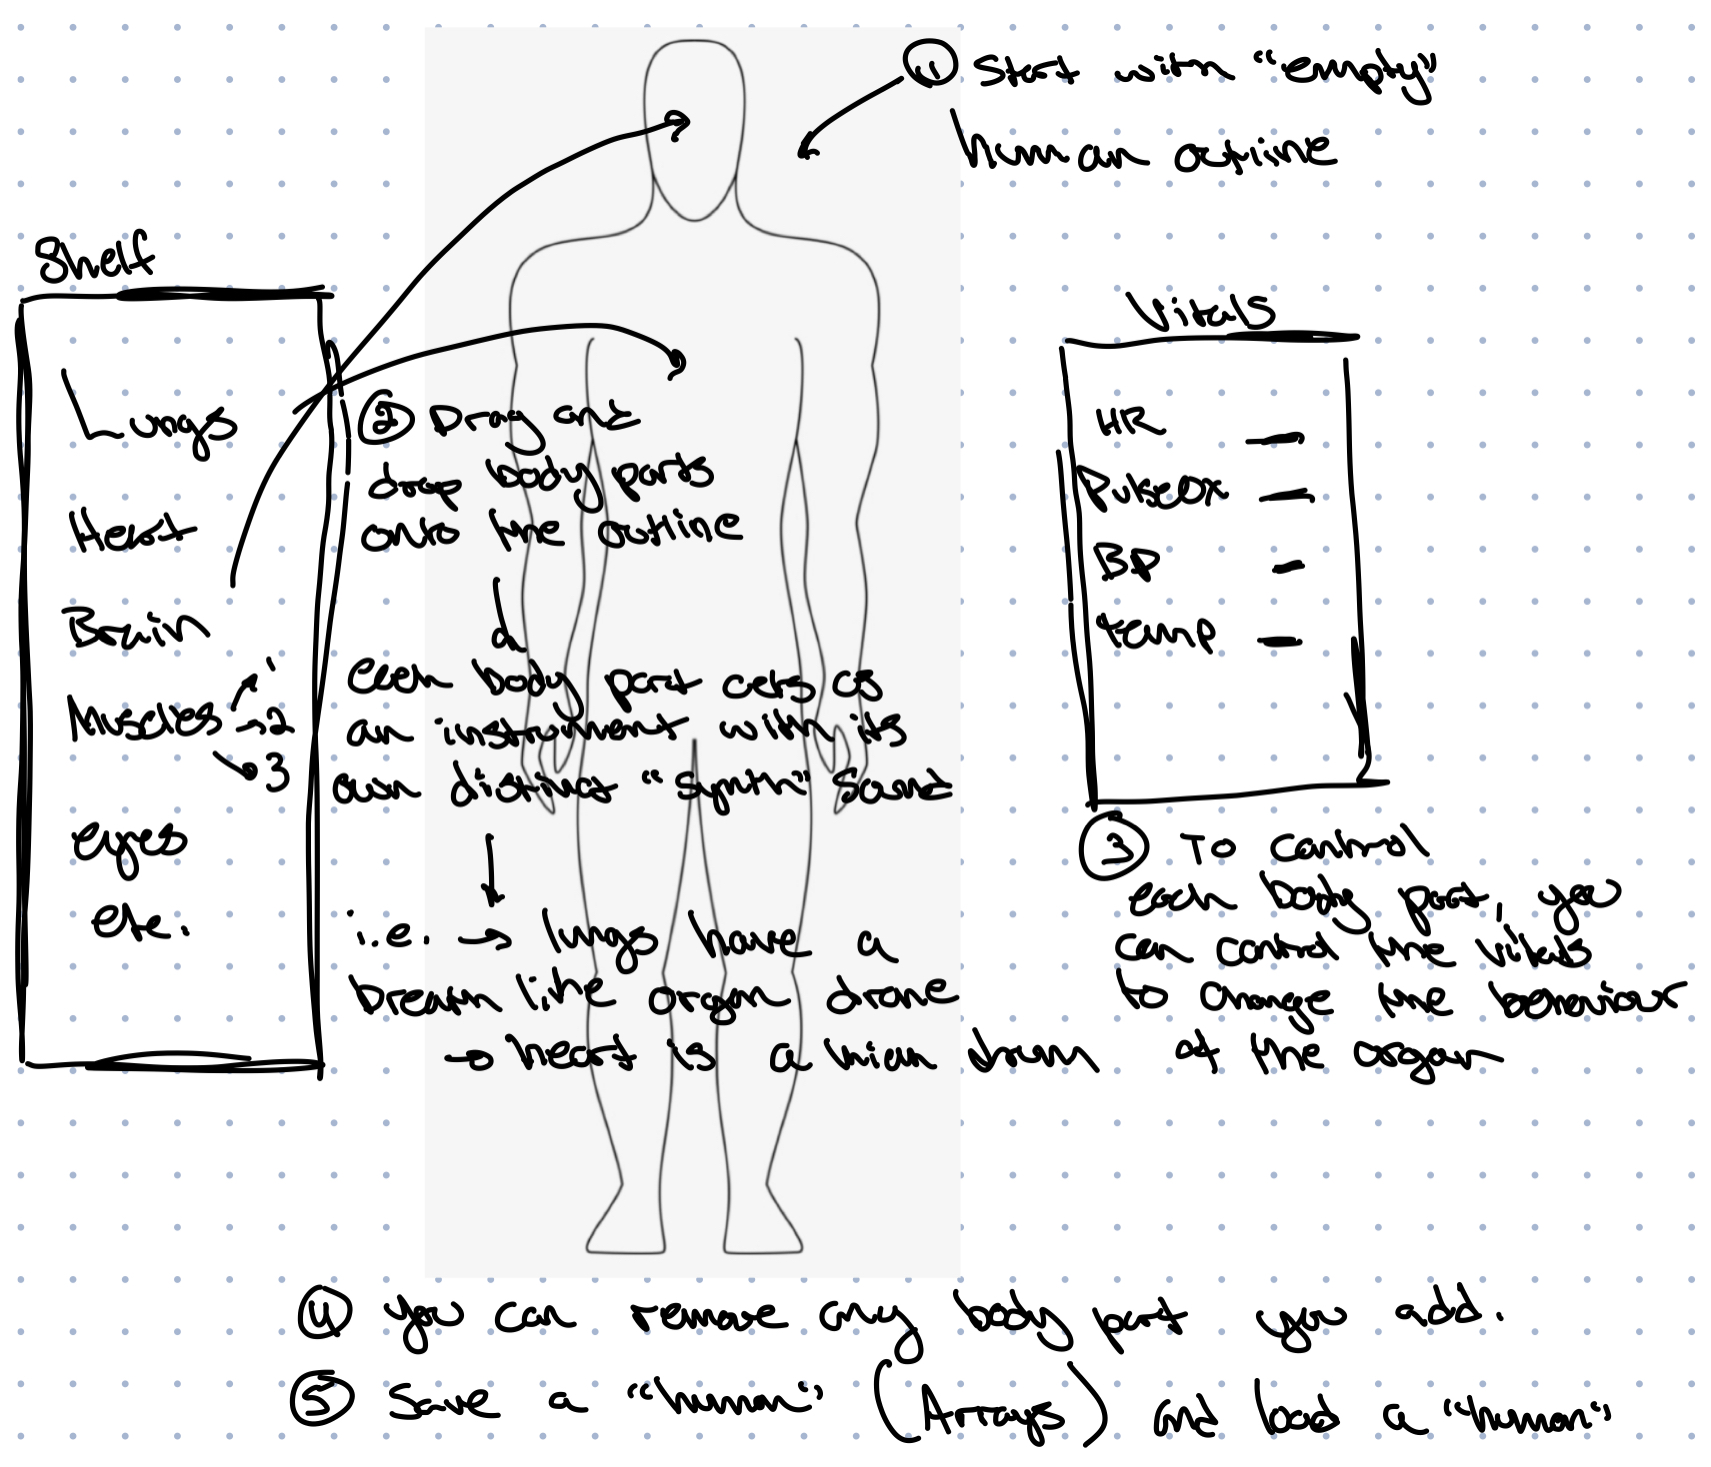 ① Start with "empty"
human outline
Shelf
Lungs
Heart
Brain
Muscles → 1
→ 2
→ 3
eyes
etc.
② Drag and
drop body parts
onto the outline
↓
each body part acts as
an instrument with its
own distinct "synth" sound
↓
i.e. → lungs have a
breath like organ drone
→ heart is a kick drum
Vitals
HR —
PulseOx —
BP —
temp —
③ To control
each body part, you
can control the vitals
to change the behaviour
of the organ
④ You can remove any body part you add.
⑤ Save a "human" (Arrays) and load a "human"